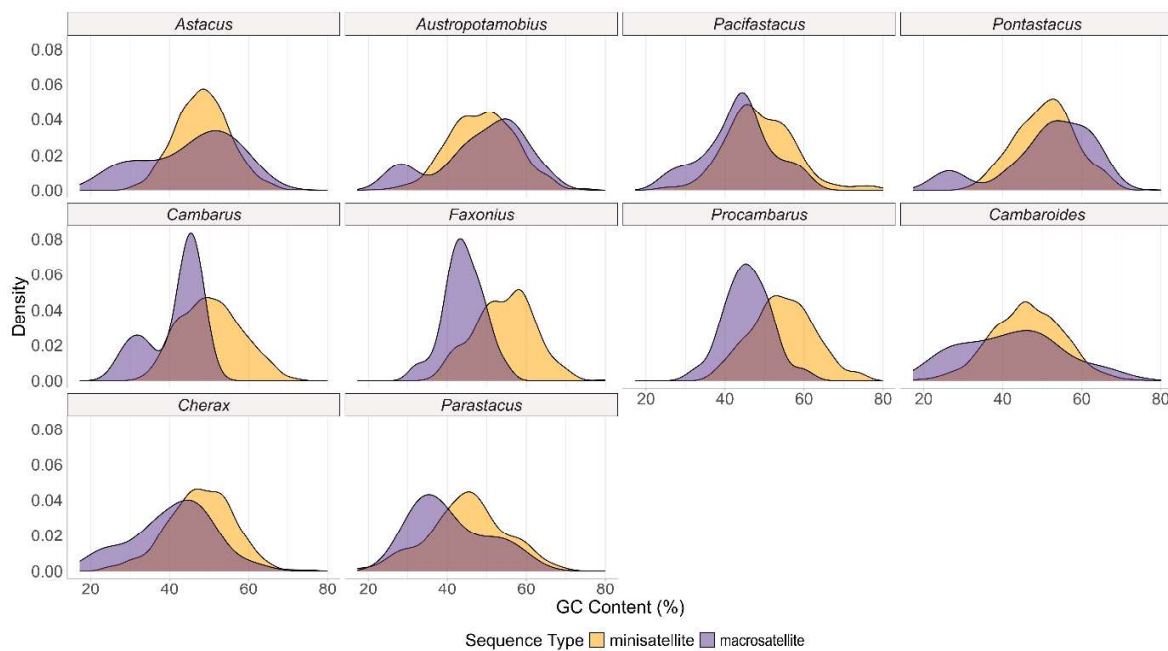 Astacus Austropotamobius Pacifastacus Pontastacus
0.08
0.06
0.04
0.02
0.00
Cambarus Faxonius Procambarus Cambaroides
0.08
0.06
0.04
0.02
0.00
20 40 60 80 20 40 60 80
Cherax Parastacus
0.08
0.06
0.04
0.02
0.00
20 40 60 80 20 40 60 80
Density
GC Content (%)
Sequence Type minisatellite macrosatellite